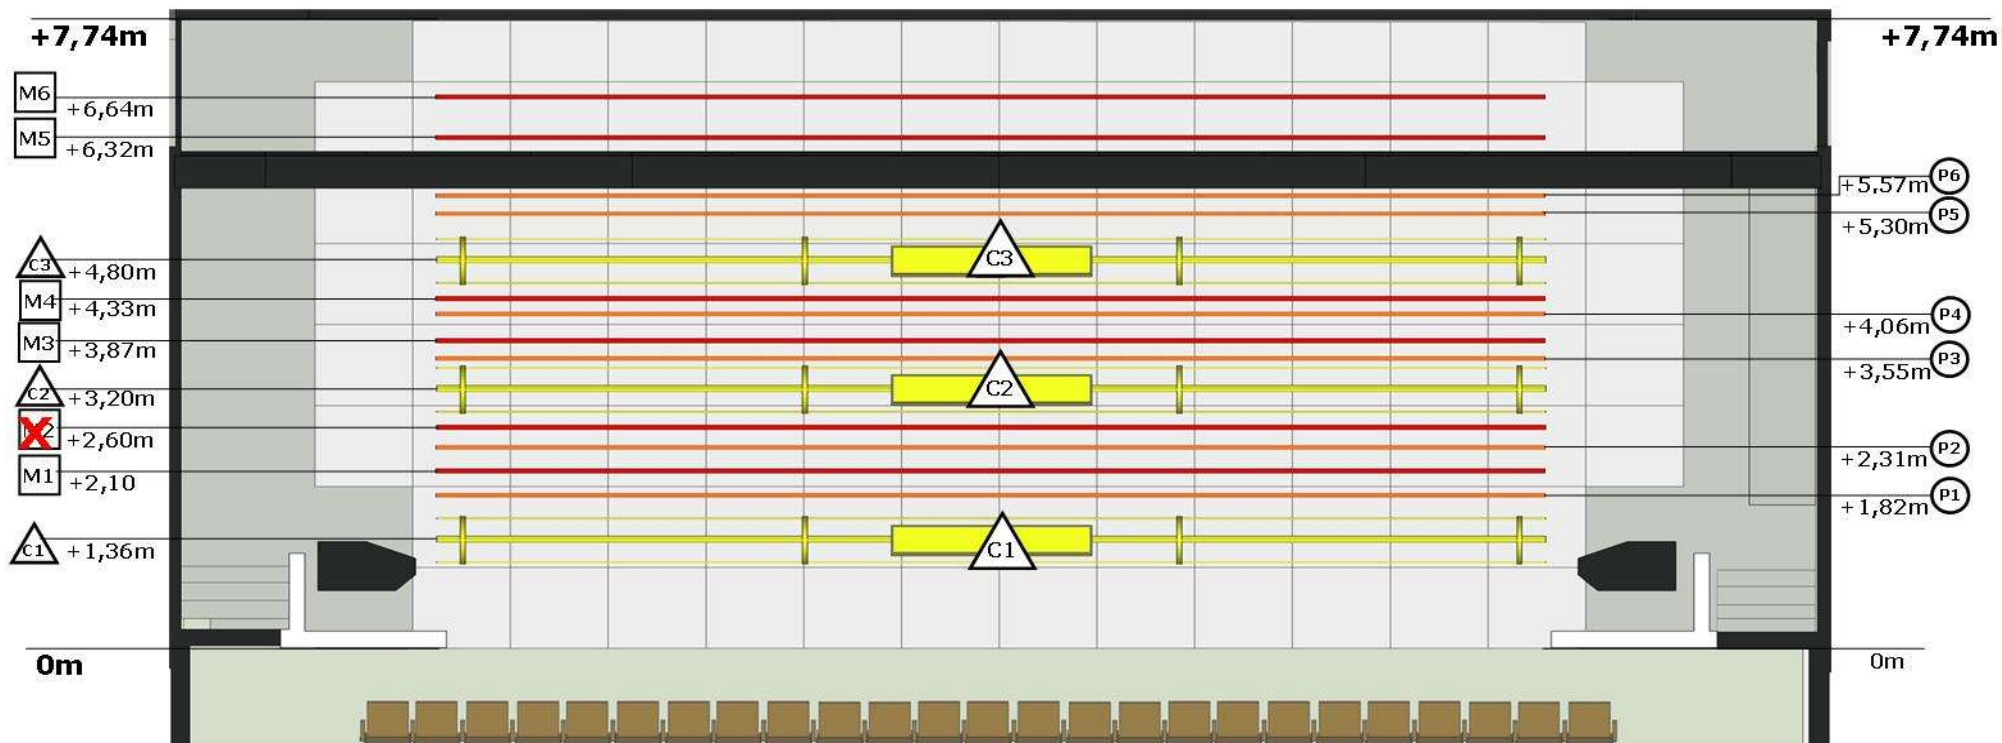 +7,74m
+7,74m
M6
+6,64m
M5
+6,32m
P6
+5,57m
P5
+5,30m
C3
+4,80m
C3
M4
+4,33m
P4
+4,06m
M3
+3,87m
P3
+3,55m
C2
+3,20m
C2
+2,60m
P2
+2,31m
M1
+2,10
P1
+1,82m
C1
+1,36m
C1
0m
0m